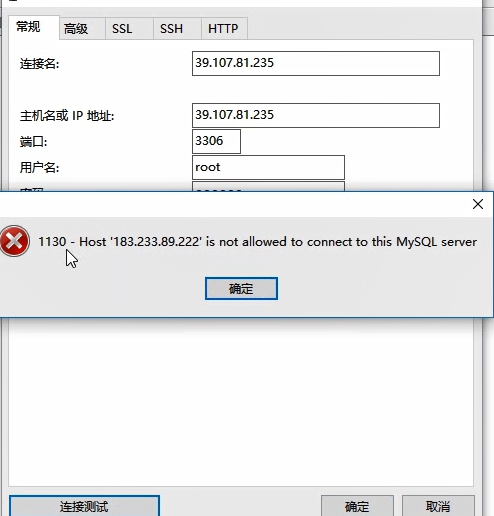 常规 高级 SSL SSH HTTP
连接名: 39.107.81.235
主机名或 IP 地址: 39.107.81.235
端口: 3306
用户名: root
1130 - Host '183.233.89.222' is not allowed to connect to this MySQL server
确定
连接测试 确定 取消